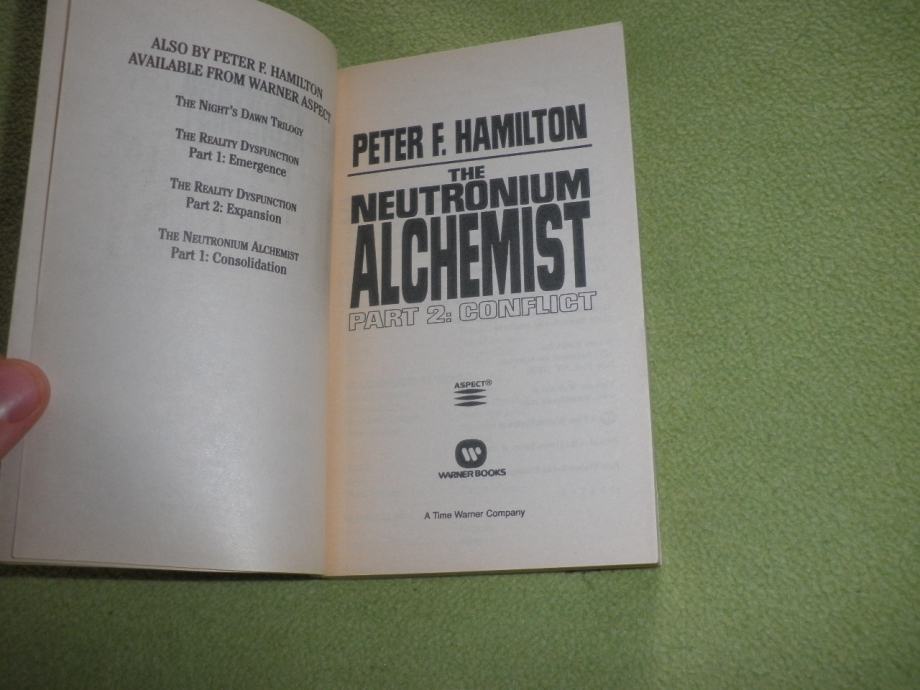 ALSO BY PETER F. HAMILTON
AVAILABLE FROM WARNER ASPECT
THE NIGHT'S DAWN TRILOGY
THE REALITY DYSFUNCTION
Part 1: Emergence
THE REALITY DYSFUNCTION
Part 2: Expansion
THE NEUTRONIUM ALCHEMIST
Part 1: Consolidation
PETER F. HAMILTON
THE
NEUTRONIUM
ALCHEMIST
PART 2: CONFLICT
ASPECT®
W
WARNER BOOKS
A Time Warner Company